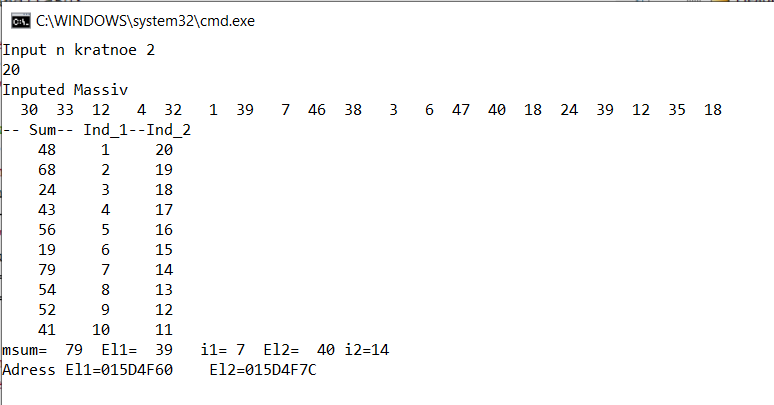 C:\WINDOWS\system32\cmd.exe
Input n kratnoe 2
20
Inputed Massiv
30 33 12 4 32 1 39 7 46 38 3 6 47 40 18 24 39 12 35 18
-- Sum-- Ind_1--Ind_2
48 1 20
68 2 19
24 3 18
43 4 17
56 5 16
19 6 15
79 7 14
54 8 13
52 9 12
41 10 11
msum= 79 El1= 39 i1= 7 El2= 40 i2=14
Adress El1=015D4F60 El2=015D4F7C